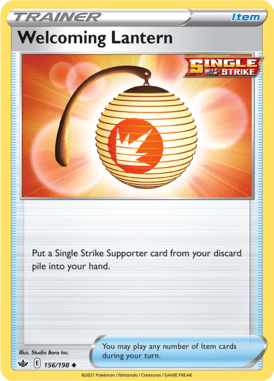 TRAINER Item
Welcoming Lantern
SINGLE STRIKE
Put a Single Strike Supporter card from your discard
pile into your hand.
Illus. Studio Bora Inc.
E 156/198
You may play any number of Item cards
during your turn.
©2021 Pokémon / Nintendo / Creatures / GAME FREAK